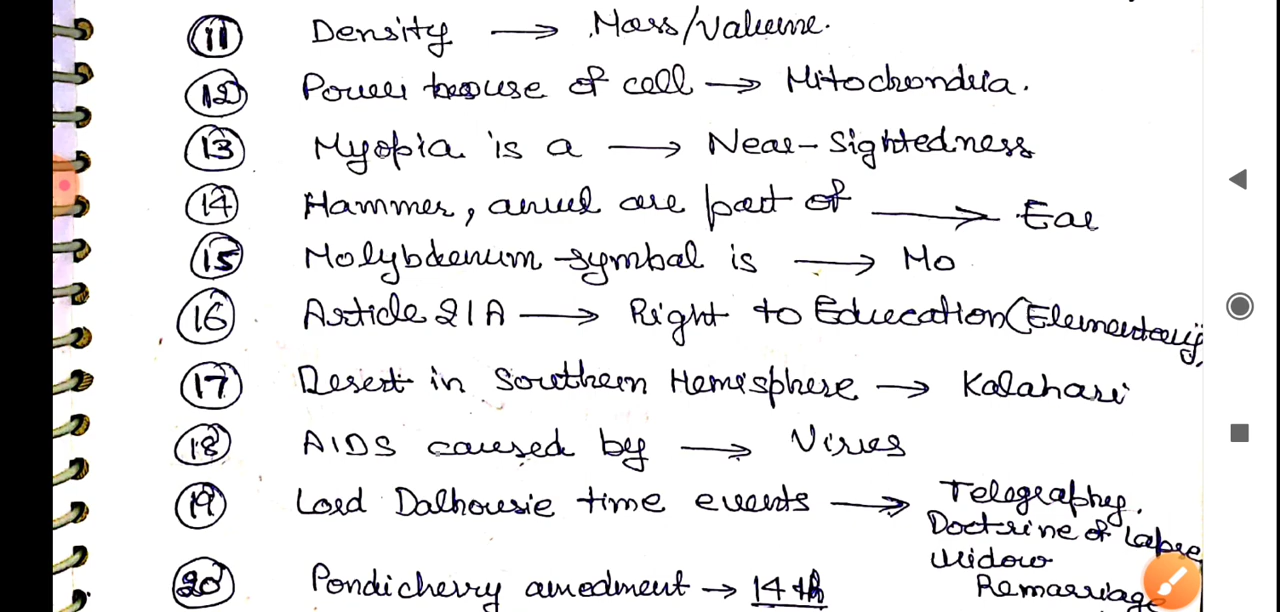 11 Density → Mass/Volume.
12 Power house of cell → Mitochondria.
13 Myopia is a → Near-Sightedness
14 Hammer, anvil are part of → Ear
15 Molybdenum symbol is → Mo
16 Article 21A → Right to Education (Elementary)
17 Desert in Southern Hemisphere → Kalahari
18 AIDS caused by → Virus
19 Lord Dalhousie time events → Telegraphy.
Doctrine of Lapse
Widow
Remarriage
20 Pondicherry amedment → 14th